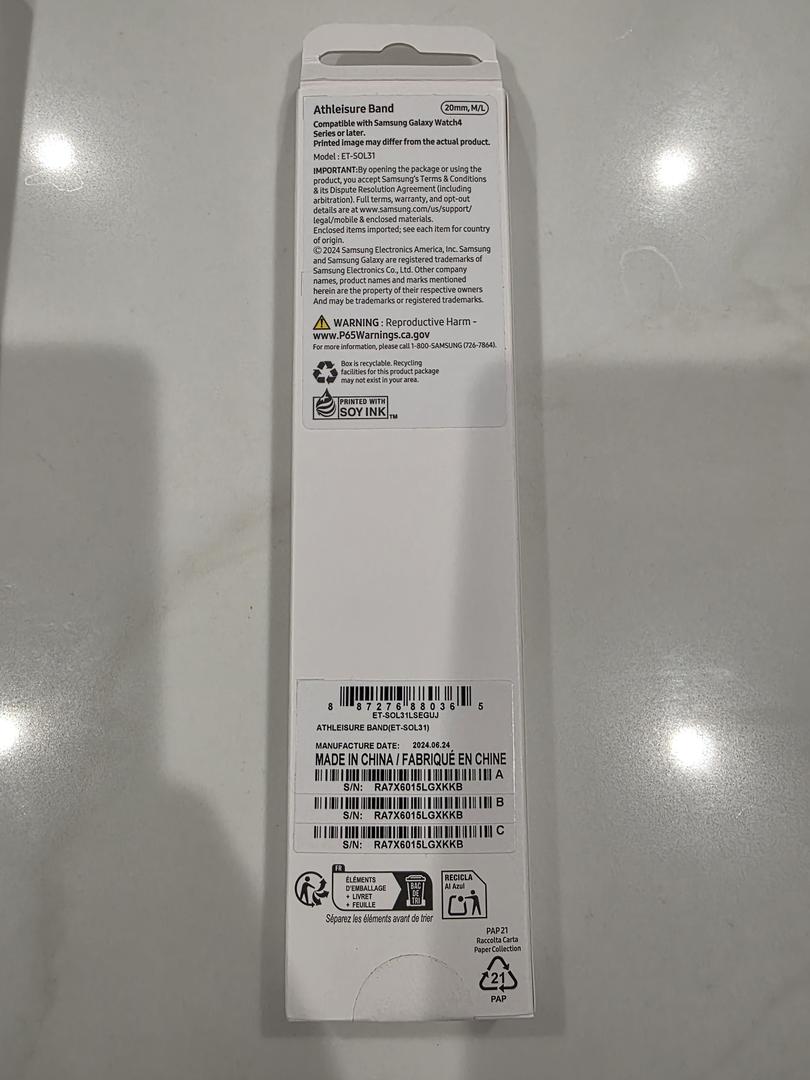 Athleisure Band
20mm, M/L
Compatible with Samsung Galaxy Watch4
Series or later.
Printed image may differ from the actual product.
Model : ET-SOL31
IMPORTANT:By opening the package or using the
product, you accept Samsung's Terms & Conditions
& its Dispute Resolution Agreement (including
arbitration). Full terms, warranty, and opt-out
details are at www.samsung.com/us/support/
legal/mobile & enclosed materials.
Enclosed items imported; see each item for country
of origin.
© 2024 Samsung Electronics America, Inc. Samsung
and Samsung Galaxy are registered trademarks of
Samsung Electronics Co., Ltd. Other company
names, product names and marks mentioned
herein are the property of their respective owners
And may be trademarks or registered trademarks.
WARNING : Reproductive Harm -
www.P65Warnings.ca.gov
For more information, please call 1-800-SAMSUNG (726-7864).
Box is recyclable. Recycling
facilities for this product package
may not exist in your area.
PRINTED WITH
SOY INK TM
8 87276 88036 5
ET-SOL31LSEGUJ
ATHLEISURE BAND(ET-SOL31)
MANUFACTURE DATE: 2024.06.24
MADE IN CHINA / FABRIQUÉ EN CHINE
A
S/N: RA7X6015LGXKKB
B
S/N: RA7X6015LGXKKB
C
S/N: RA7X6015LGXKKB
FR
ÉLÉMENTS
D'EMBALLAGE
+ LIVRET
+ FEUILLE
BAC
DE
TRI
Séparez les éléments avant de trier
RECICLA
Al Azul
PAP 21
Raccolta Carta
Paper Collection
21
PAP